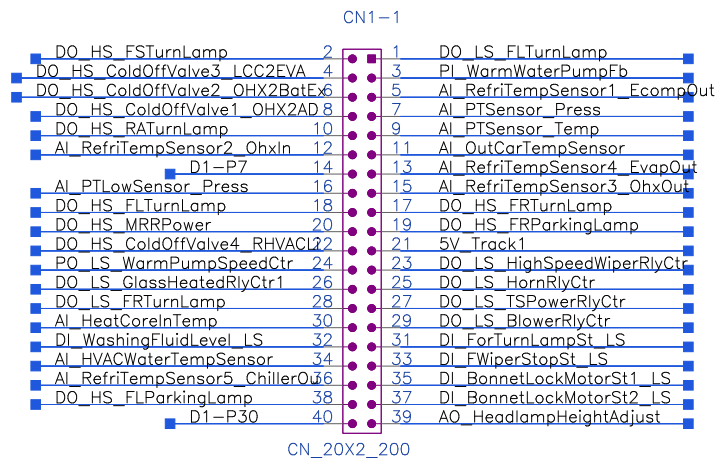 CN1-1
DO_HS_FSTurnLamp 2 1 DO_LS_FLTurnLamp
DO_HS_ColdOffValve3_LCC2EVA 4 3 PI_WarmWaterPumpFb
DO_HS_ColdOffValve2_OHX2BatEx 6 5 AI_RefriTempSensor1_EcompOut
DO_HS_ColdOffValve1_OHX2AD 8 7 AI_PTSensor_Press
DO_HS_RATurnLamp 10 9 AI_PTSensor_Temp
AI_RefriTempSensor2_OhxIn 12 11 AI_OutCarTempSensor
D1-P7 14 13 AI_RefriTempSensor4_EvapOut
AI_PTLowSensor_Press 16 15 AI_RefriTempSensor3_OhxOut
DO_HS_FLTurnLamp 18 17 DO_HS_FRTurnLamp
DO_HS_MRRPower 20 19 DO_HS_FRParkingLamp
DO_HS_ColdOffValve4_RHVACL2 22 21 5V_Track1
PO_LS_WarmPumpSpeedCtr 24 23 DO_LS_HighSpeedWiperRlyCtr
DO_LS_GlassHeatedRlyCtr1 26 25 DO_LS_HornRlyCtr
DO_LS_FRTurnLamp 28 27 DO_LS_TSPowerRlyCtr
AI_HeatCoreInTemp 30 29 DO_LS_BlowerRlyCtr
DI_WashingFluidLevel_LS 32 31 DI_ForTurnLampSt_LS
AI_HVACWaterTempSensor 34 33 DI_FWiperStopSt_LS
AI_RefriTempSensor5_ChillerOu 36 35 DI_BonnetLockMotorSt1_LS
DO_HS_FLParkingLamp 38 37 DI_BonnetLockMotorSt2_LS
D1-P30 40 39 AO_HeadlampHeightAdjust
CN_20X2_200